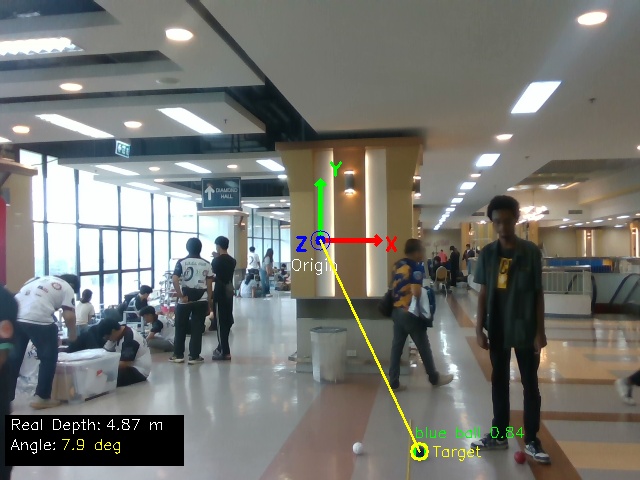 EXIT
DIAMOND
HALL
Y
Z
X
Origin
blue ball 0.84
Target
Real Depth: 4.87 m
Angle: 7.9 deg